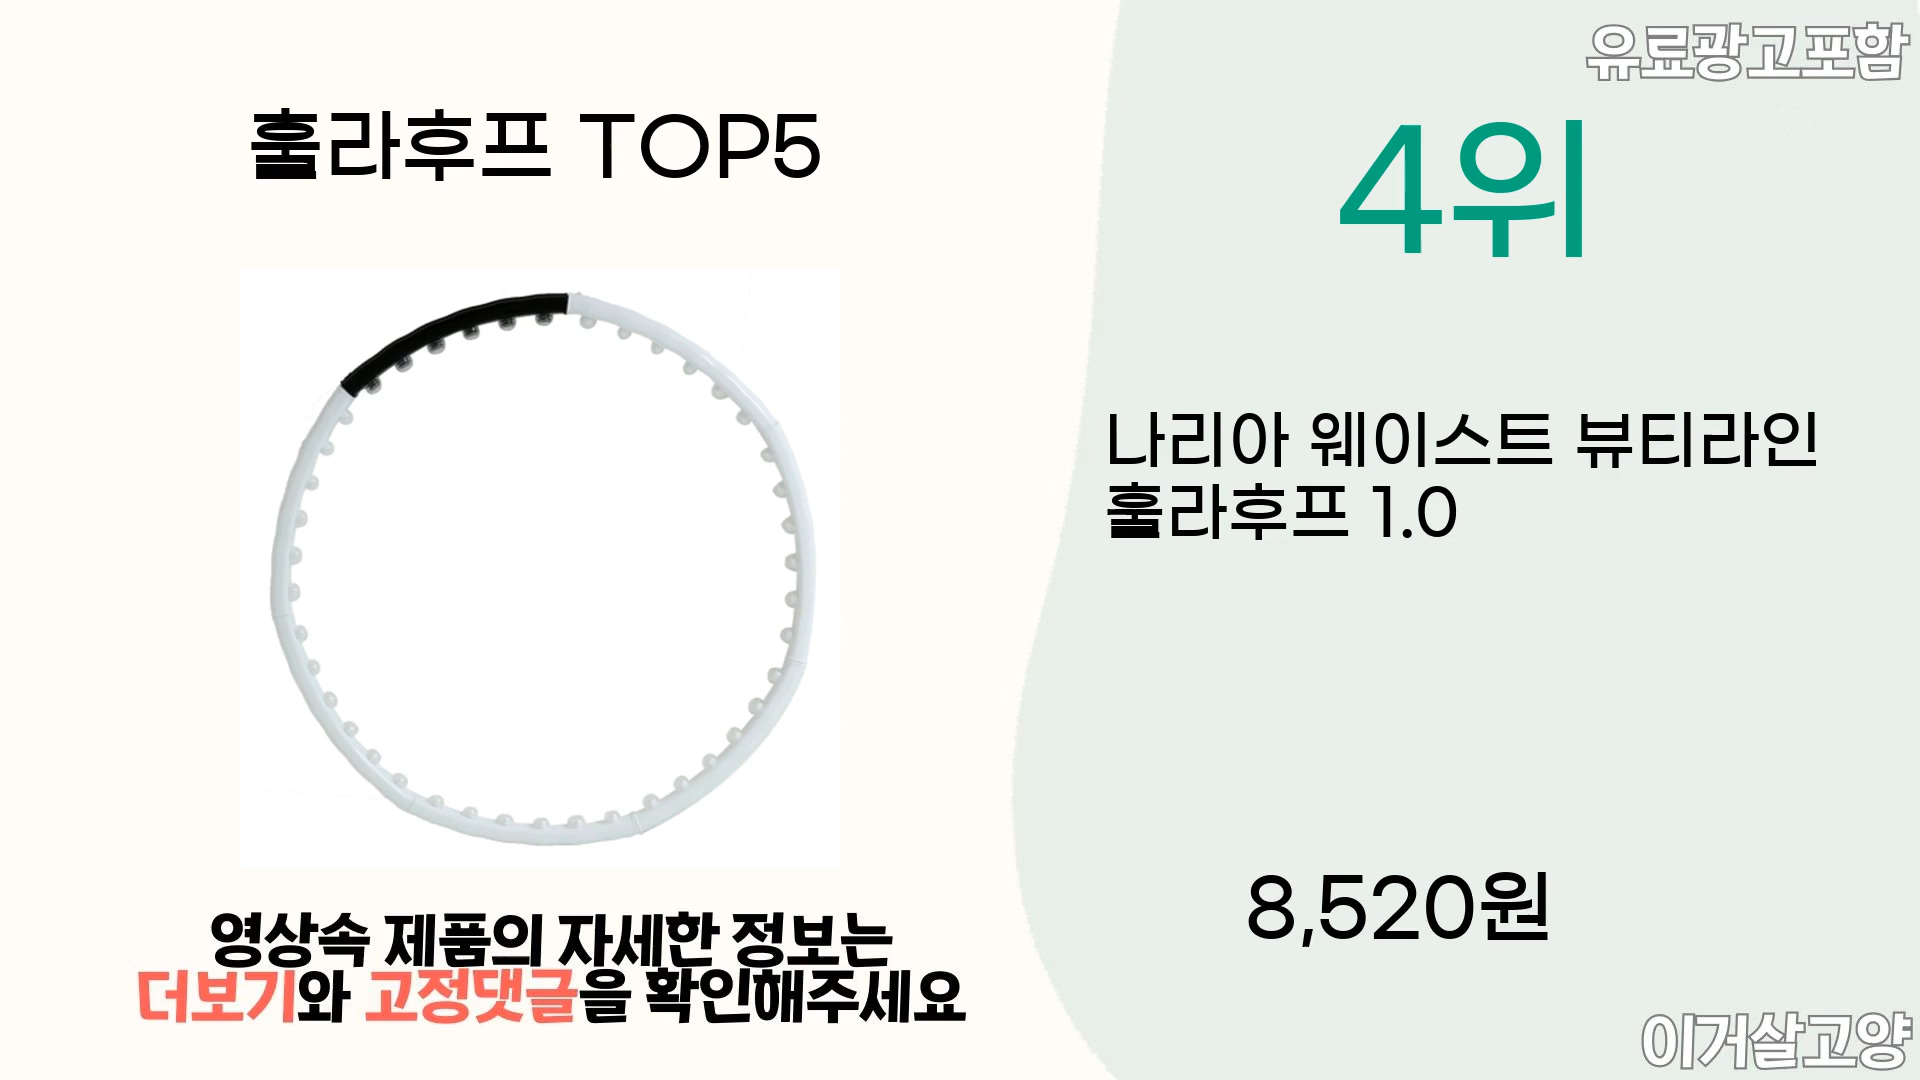 유료광고포함
훌라후프 TOP5
4위
나리아 웨이스트 뷰티라인
훌라후프 1.0
8,520원
영상속 제품의 자세한 정보는
더보기와 고정댓글을 확인해주세요
이거살고양